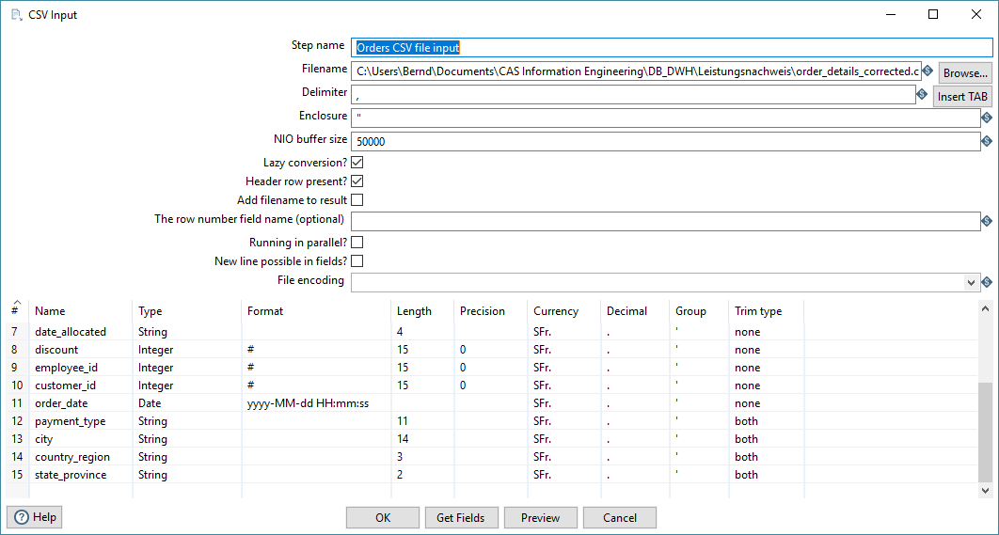 CSV Input
Step name Orders CSV file input
Filename C:\Users\Bernd\Documents\CAS Information Engineering\DB_DWH\Leistungsnachweis\order_details_corrected.c Browse...
Delimiter , Insert TAB
Enclosure "
NIO buffer size 50000
Lazy conversion?
Header row present?
Add filename to result
The row number field name (optional)
Running in parallel?
New line possible in fields?
File encoding
# Name Type Format Length Precision Currency Decimal Group Trim type
7 date_allocated String 4 SFr. . ' none
8 discount Integer # 15 0 SFr. . ' none
9 employee_id Integer # 15 0 SFr. . ' none
10 customer_id Integer # 15 0 SFr. . ' none
11 order_date Date yyyy-MM-dd HH:mm:ss SFr. . ' none
12 payment_type String 11 SFr. . ' both
13 city String 14 SFr. . ' both
14 country_region String 3 SFr. . ' both
15 state_province String 2 SFr. . ' both
Help OK Get Fields Preview Cancel